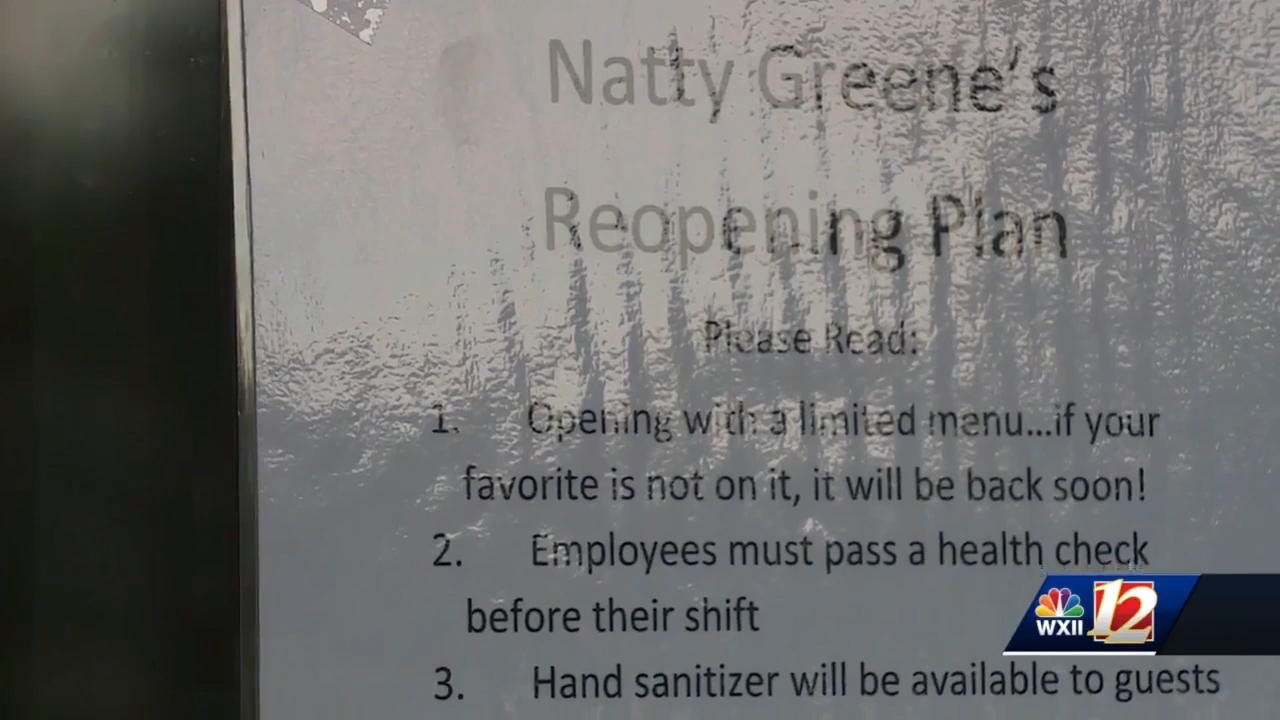 Natty Greene's
Reopening Plan
Please Read:
1. Opening with a limited menu...if your
favorite is not on it, it will be back soon!
2. Employees must pass a health check
before their shift
3. Hand sanitizer will be available to guests
WXII 12